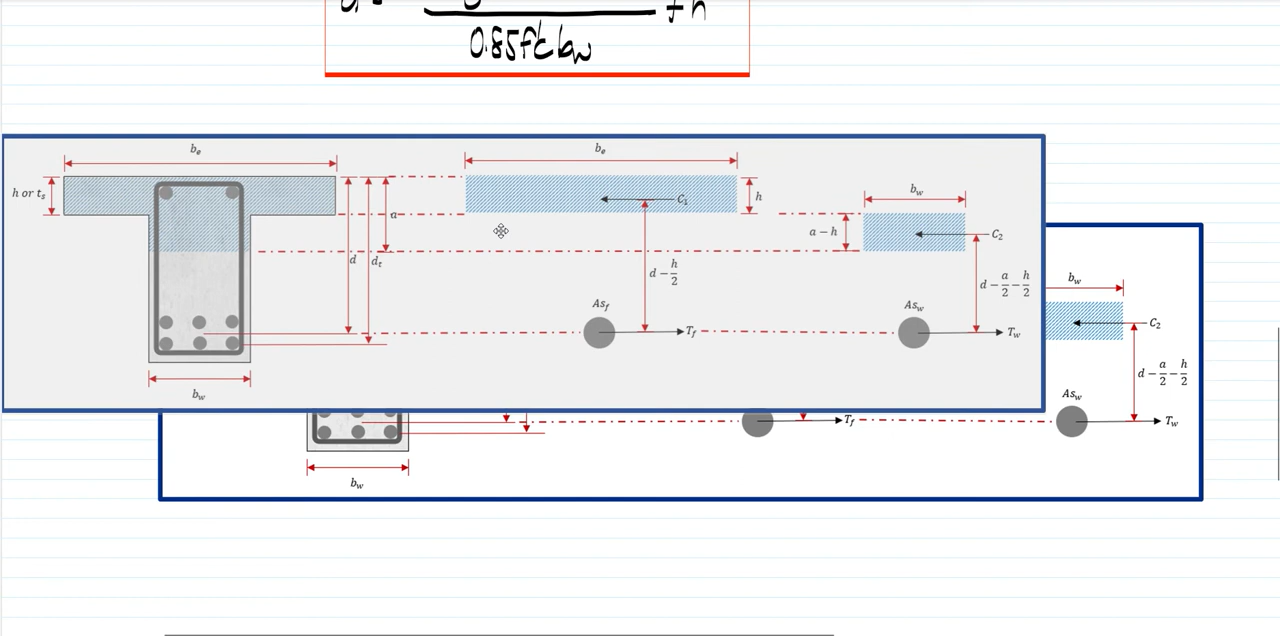 0.85fc bw
b_e
h or t_s
a
d
d_t
b_w
b_e
C_1
h
d - h/2
As_f
T_f
b_w
a - h
C_2
d - a/2 - h/2
As_w
T_w
b_w
C_2
d - a/2 - h/2
As_w
T_f
T_w
b_w